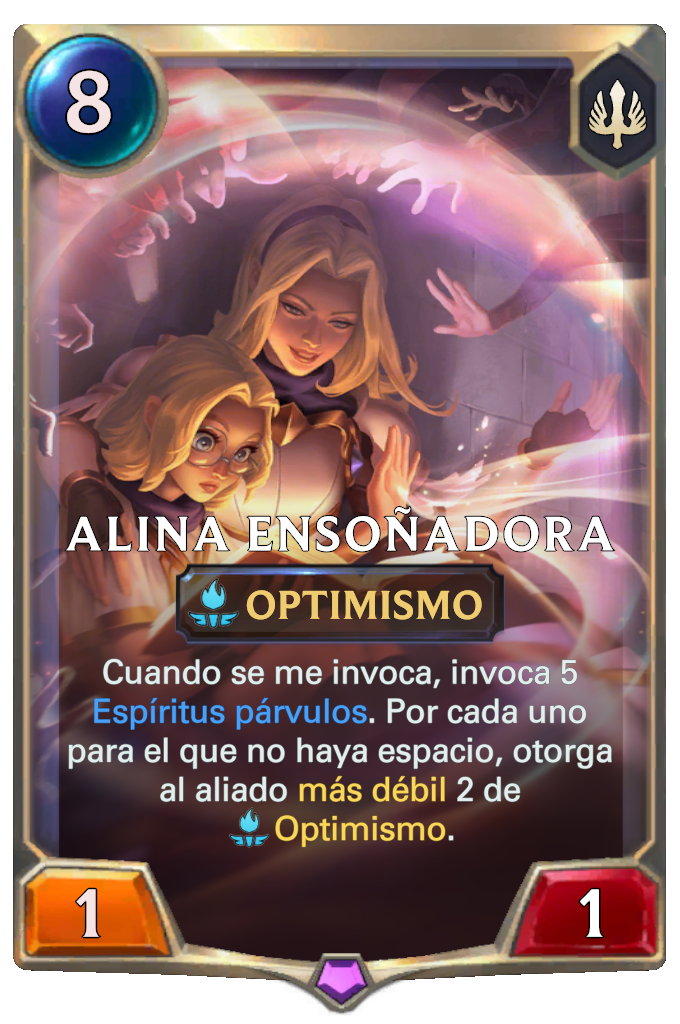 8
ALINA ENSOÑADORA
OPTIMISMO
Cuando se me invoca, invoca 5
Espíritus párvulos. Por cada uno
para el que no haya espacio, otorga
al aliado más débil 2 de
Optimismo.
1
1